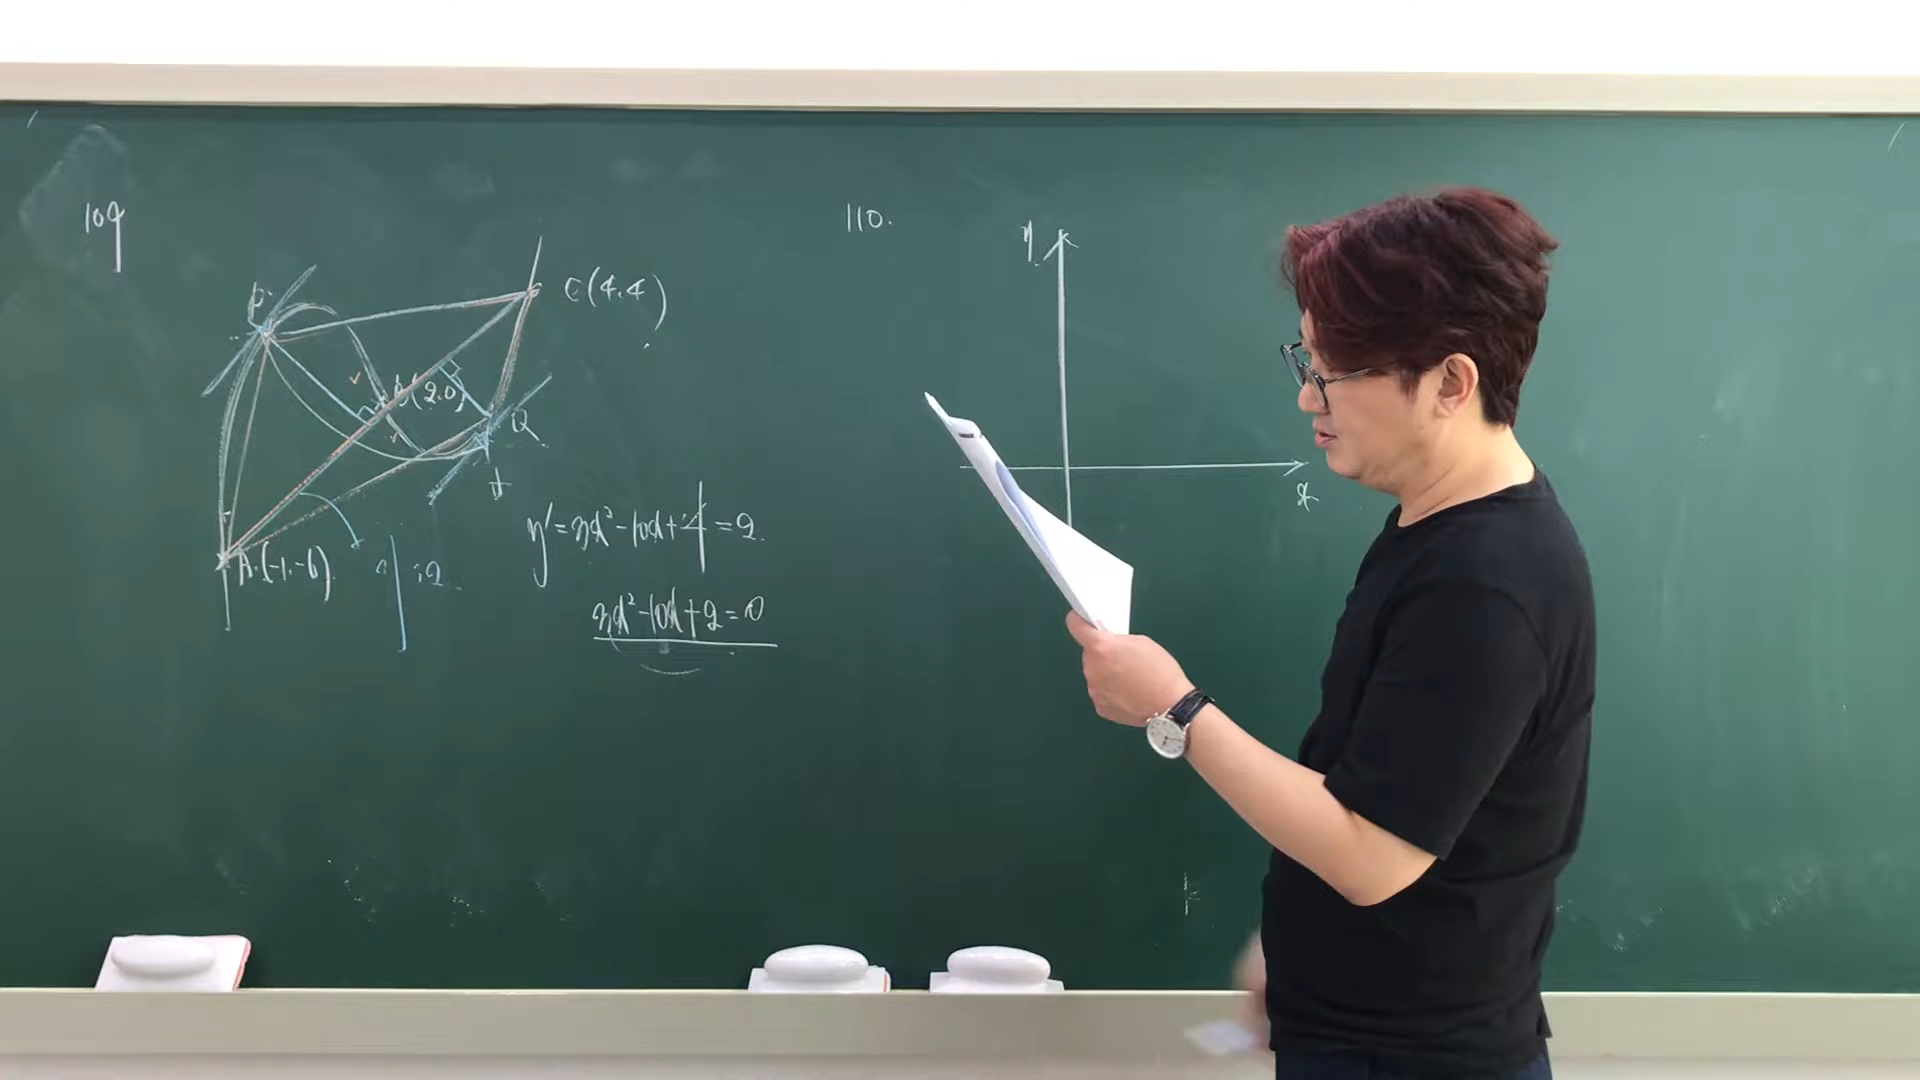 109
P
C(4,4)
B(2,0)
Q
A(-1,-6)
y'=3x²-10x+4=2.
3x²-10x+2=0
110.
y
x